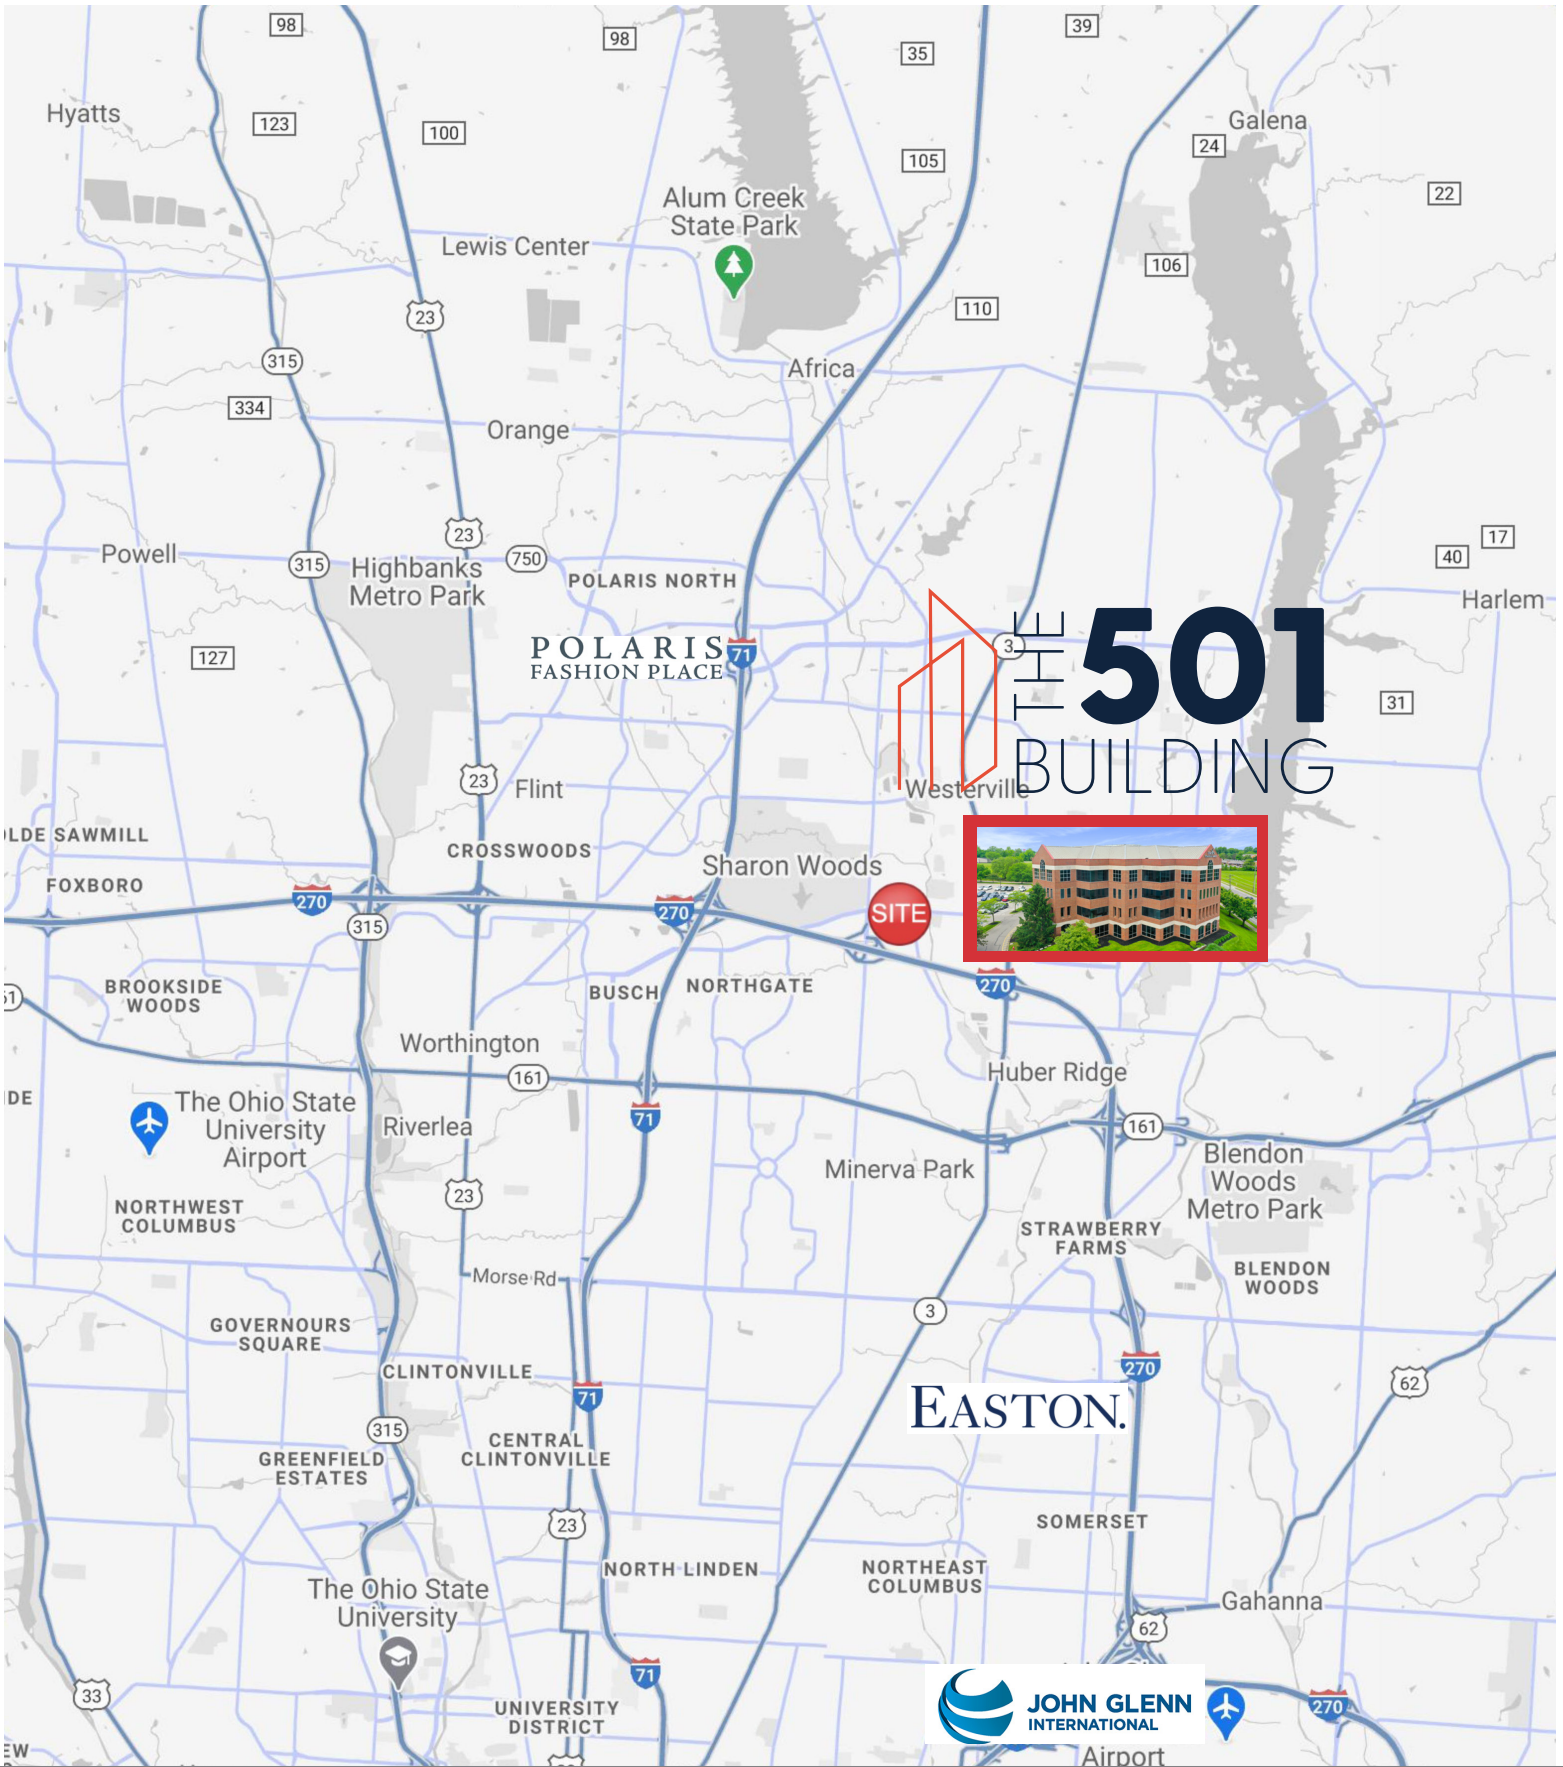 98
98
35
39
Hyatts
123
100
Galena
24
105
Alum Creek
State Park
22
Lewis Center
106
23
110
315
Africa
334
Orange
23
17
Powell
315
750
40
Highbanks
Metro Park
POLARIS NORTH
Harlem
POLARIS
FASHION PLACE
71
3
THE
501
BUILDING
127
31
23
Flint
Westerville
OLDE SAWMILL
CROSSWOODS
Sharon Woods
FOXBORO
270
270
SITE
315
BROOKSIDE
WOODS
BUSCH
NORTHGATE
270
Worthington
161
Huber Ridge
The Ohio State
University
Airport
Riverlea
71
161
Minerva Park
Blendon
Woods
Metro Park
23
NORTHWEST
COLUMBUS
STRAWBERRY
FARMS
Morse Rd
BLENDON
WOODS
3
GOVERNOURS
SQUARE
CLINTONVILLE
270
62
71
EASTON.
315
CENTRAL
CLINTONVILLE
GREENFIELD
ESTATES
23
SOMERSET
NORTH LINDEN
NORTHEAST
COLUMBUS
The Ohio State
University
Gahanna
62
71
33
UNIVERSITY
DISTRICT
JOHN GLENN
INTERNATIONAL
270
Airport